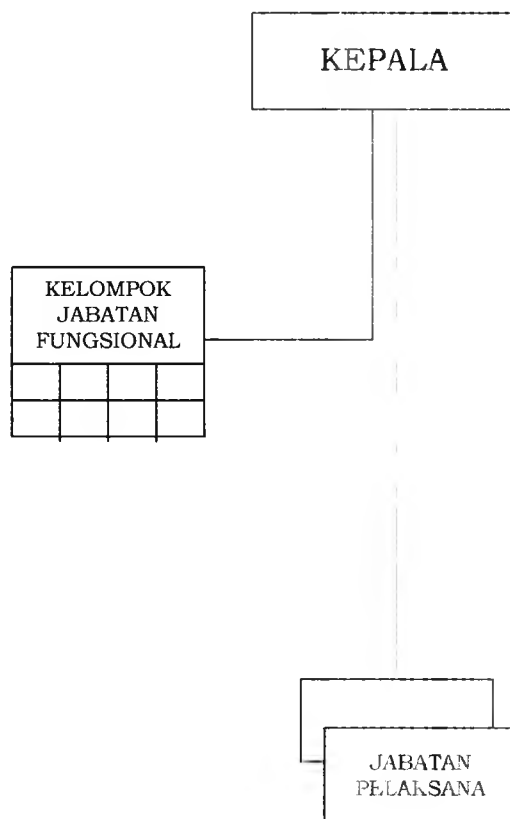 KEPALA
KELOMPOK
JABATAN
FUNGSIONAL
JABATAN
PELAKSANA